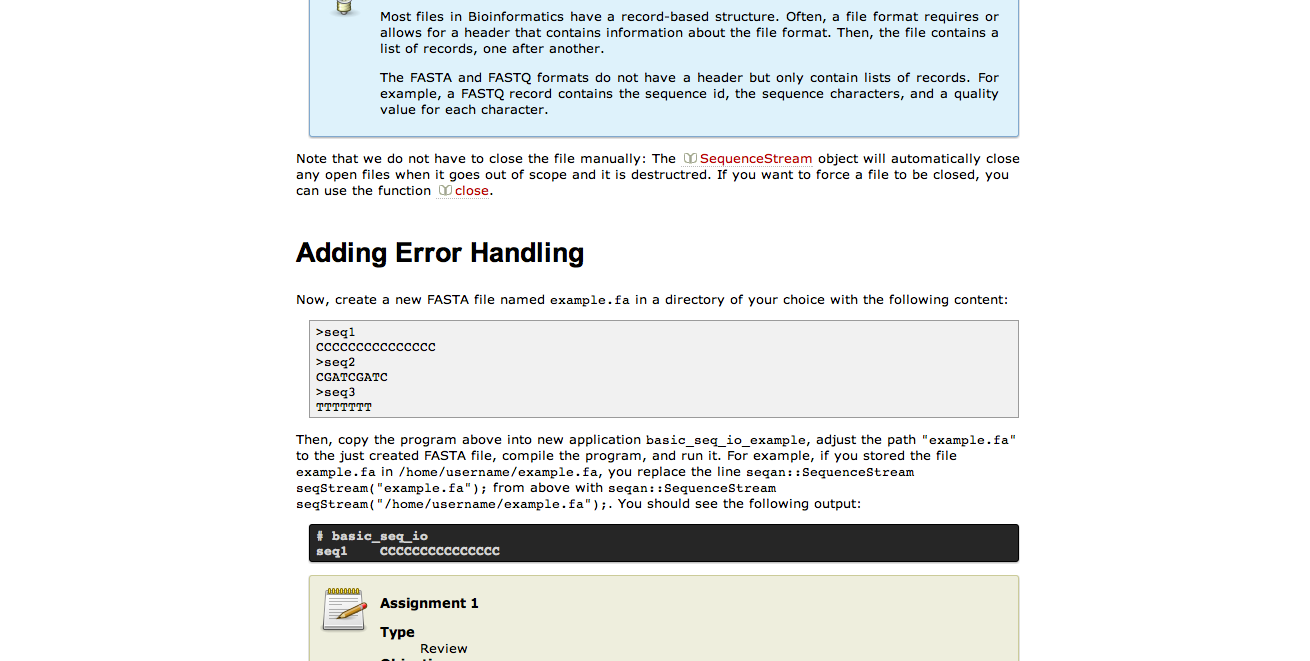 Most files in Bioinformatics have a record-based structure. Often, a file format requires or
allows for a header that contains information about the file format. Then, the file contains a
list of records, one after another.
The FASTA and FASTQ formats do not have a header but only contain lists of records. For
example, a FASTQ record contains the sequence id, the sequence characters, and a quality
value for each character.
Note that we do not have to close the file manually: The SequenceStream object will automatically close
any open files when it goes out of scope and it is destructred. If you want to force a file to be closed, you
can use the function close.
Adding Error Handling
Now, create a new FASTA file named example.fa in a directory of your choice with the following content:
>seq1
CCCCCCCCCCCCCCC
>seq2
CGATCGATC
>seq3
TTTTTTT
Then, copy the program above into new application basic_seq_io_example, adjust the path "example.fa"
to the just created FASTA file, compile the program, and run it. For example, if you stored the file
example.fa in /home/username/example.fa, you replace the line seqan::SequenceStream
seqStream("example.fa"); from above with seqan::SequenceStream
seqStream("/home/username/example.fa");. You should see the following output:
# basic_seq_io
seq1    CCCCCCCCCCCCCCC
Assignment 1
Type
Review